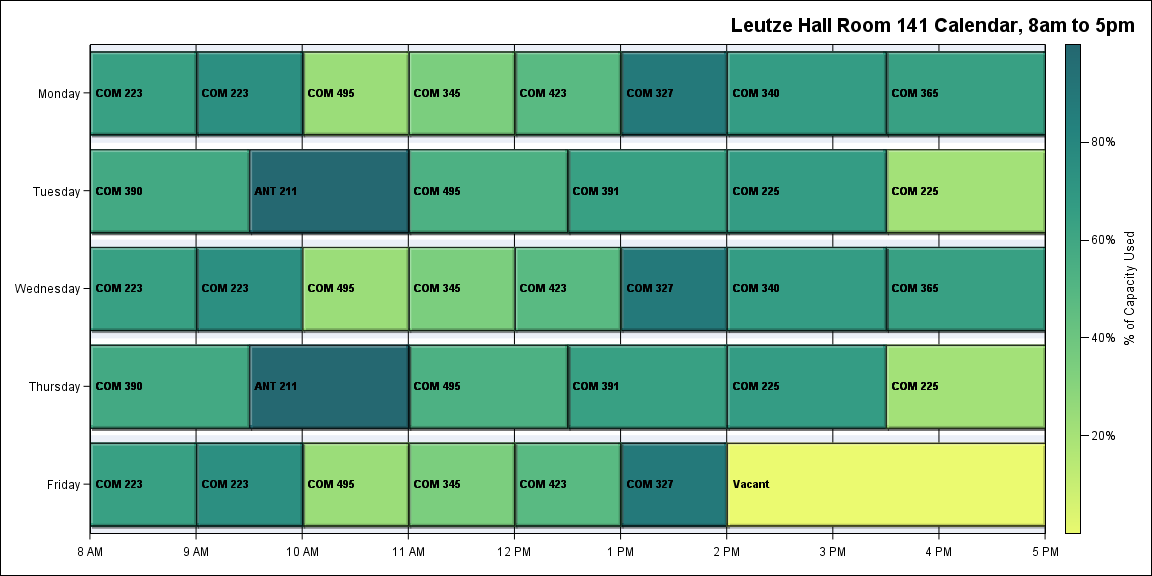 Leutze Hall Room 141 Calendar, 8am to 5pm
Monday COM 223 COM 223 COM 495 COM 345 COM 423 COM 327 COM 340 COM 365
80%
Tuesday COM 390 ANT 211 COM 495 COM 391 COM 225 COM 225
60%
Wednesday COM 223 COM 223 COM 495 COM 345 COM 423 COM 327 COM 340 COM 365
% of Capacity Used
40%
Thursday COM 390 ANT 211 COM 495 COM 391 COM 225 COM 225
20%
Friday COM 223 COM 223 COM 495 COM 345 COM 423 COM 327 Vacant
8 AM 9 AM 10 AM 11 AM 12 PM 1 PM 2 PM 3 PM 4 PM 5 PM